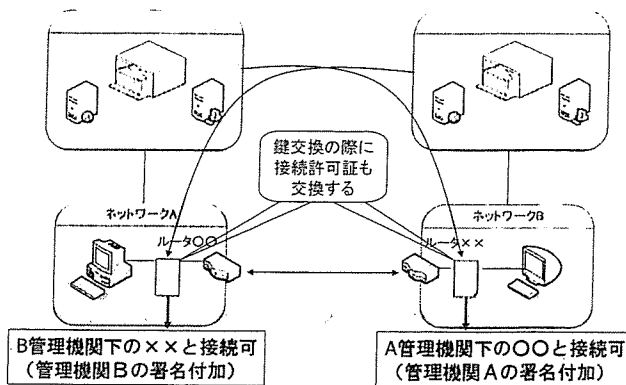 鍵交換の際に
接続許可証も
交換する
ネットワークA
ルータ〇〇
ネットワークB
ルータ××
B管理機関下の××と接続可
(管理機関Bの署名付加)
A管理機関下の〇〇と接続可
(管理機関Aの署名付加)